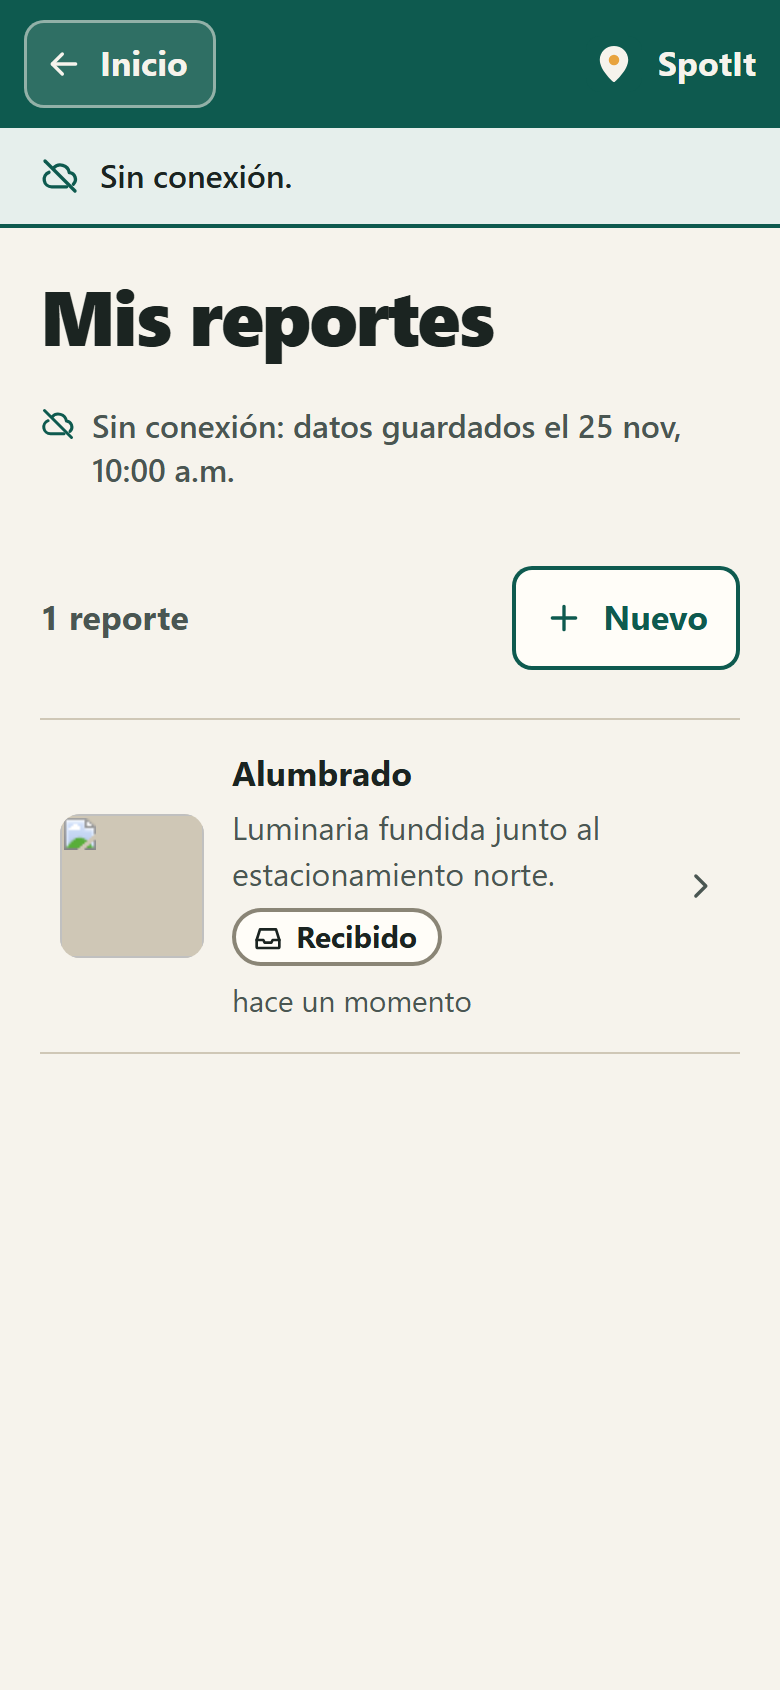 Inicio
SpotIt
Sin conexión.
Mis reportes
Sin conexión: datos guardados el 25 nov,
10:00 a.m.
1 reporte
Nuevo
Alumbrado
Luminaria fundida junto al
estacionamiento norte.
Recibido
hace un momento